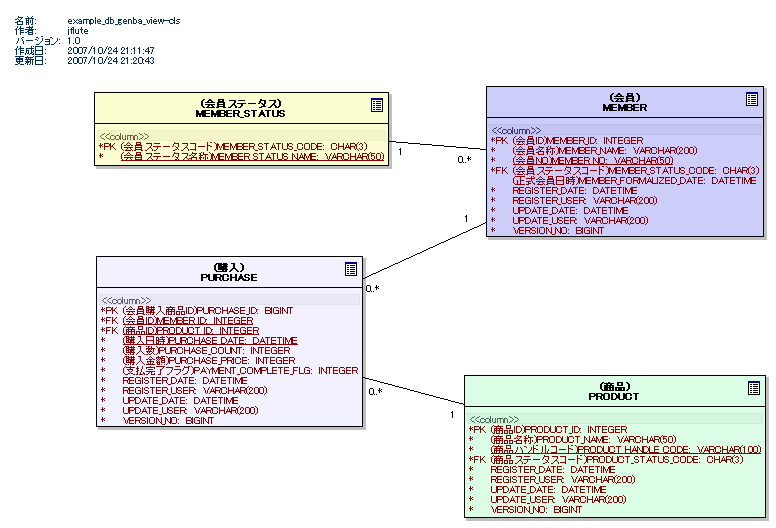 名前: example_db_genba_view-cls
作者: jflute
バージョン: 1.0
作成日: 2007/10/24 21:11:47
更新日: 2007/10/24 21:20:43
(会員ステータス)
MEMBER_STATUS
<<column>>
*PK (会員ステータスコード)MEMBER_STATUS_CODE: CHAR(3)
* (会員ステータス名称)MEMBER_STATUS_NAME: VARCHAR(50)
1
0..*
(会員)
MEMBER
<<column>>
*PK (会員ID)MEMBER_ID: INTEGER
* (会員名称)MEMBER_NAME: VARCHAR(200)
* (会員NO)MEMBER_NO: VARCHAR(50)
*FK (会員ステータスコード)MEMBER_STATUS_CODE: CHAR(3)
(正式会員日時)MEMBER_FORMALIZED_DATE: DATETIME
* REGISTER_DATE: DATETIME
* REGISTER_USER: VARCHAR(200)
* UPDATE_DATE: DATETIME
* UPDATE_USER: VARCHAR(200)
* VERSION_NO: BIGINT
1
0..*
(購入)
PURCHASE
<<column>>
*PK (会員購入商品ID)PURCHASE_ID: BIGINT
*FK (会員ID)MEMBER_ID: INTEGER
*FK (商品ID)PRODUCT_ID: INTEGER
* (購入日時)PURCHASE_DATE: DATETIME
* (購入数)PURCHASE_COUNT: INTEGER
* (購入金額)PURCHASE_PRICE: INTEGER
* (支払完了フラグ)PAYMENT_COMPLETE_FLG: INTEGER
* REGISTER_DATE: DATETIME
* REGISTER_USER: VARCHAR(200)
* UPDATE_DATE: DATETIME
* UPDATE_USER: VARCHAR(200)
* VERSION_NO: BIGINT
0..*
1
(商品)
PRODUCT
<<column>>
*PK (商品ID)PRODUCT_ID: INTEGER
* (商品名称)PRODUCT_NAME: VARCHAR(50)
* (商品ハンドルコード)PRODUCT_HANDLE_CODE: VARCHAR(100)
*FK (商品ステータスコード)PRODUCT_STATUS_CODE: CHAR(3)
* REGISTER_DATE: DATETIME
* REGISTER_USER: VARCHAR(200)
* UPDATE_DATE: DATETIME
* UPDATE_USER: VARCHAR(200)
* VERSION_NO: BIGINT